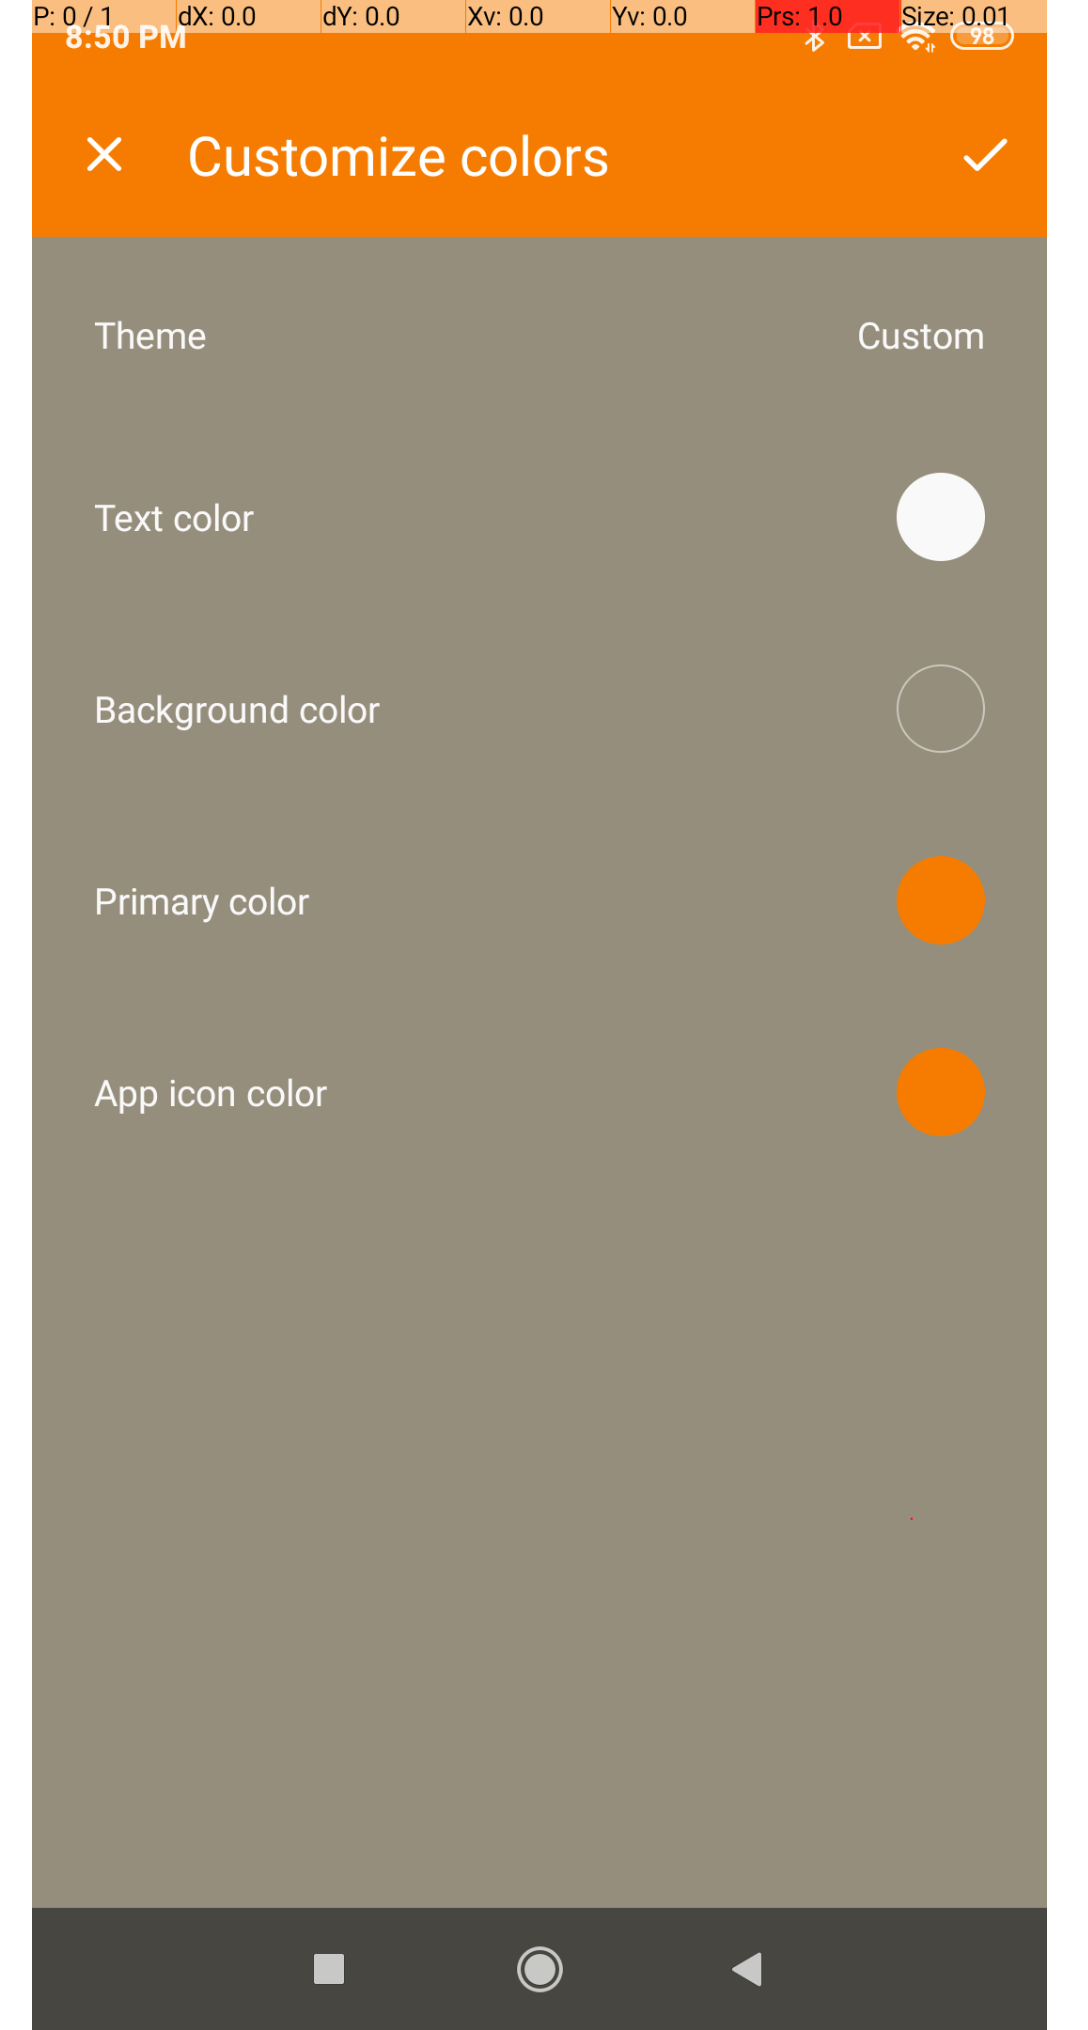 P: 0 / 1 dX: 0.0 dY: 0.0 Xv: 0.0 Yv: 0.0 Prs: 1.0 Size: 0.01
8:50 PM 98
Customize colors
Theme Custom
Text color
Background color
Primary color
App icon color